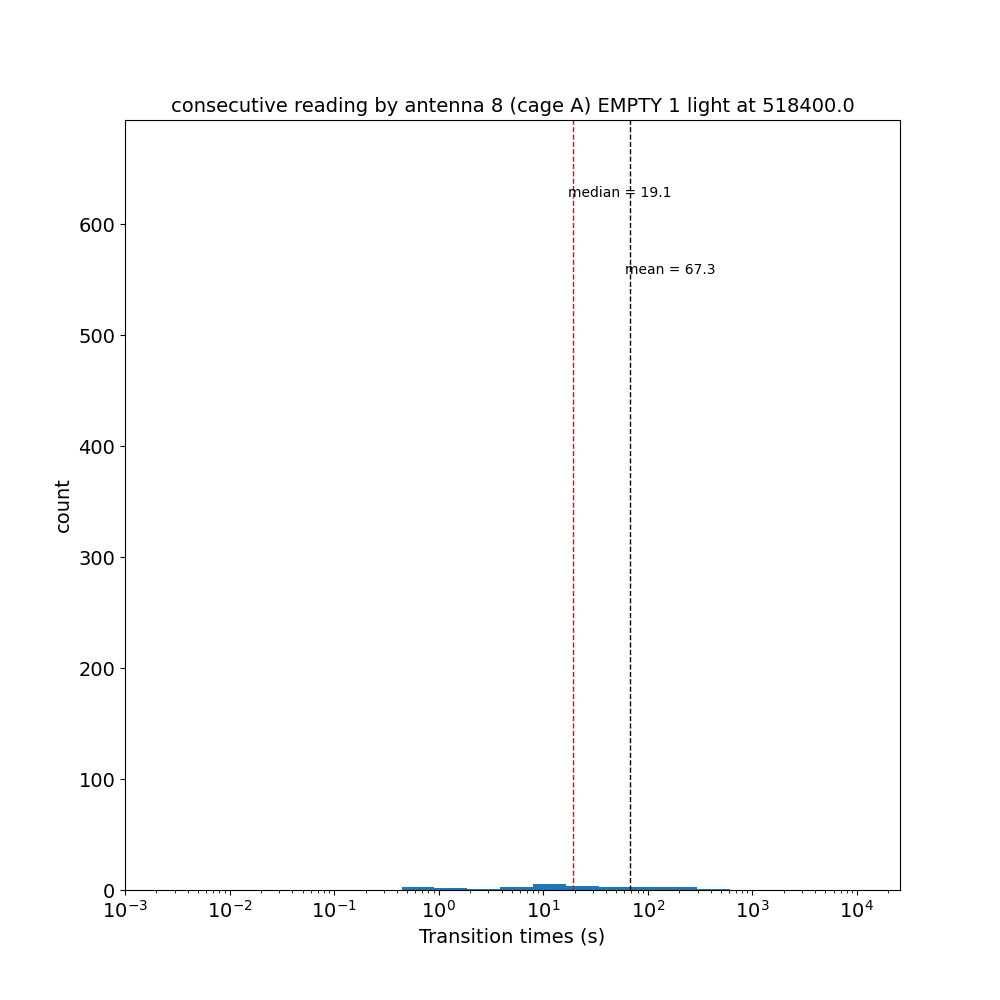 consecutive reading by antenna 8 (cage A) EMPTY 1 light at 518400.0
median = 19.1
mean = 67.3
count
600
500
400
300
200
100
0
10⁻³ 10⁻² 10⁻¹ 10⁰ 10¹ 10² 10³ 10⁴
Transition times (s)